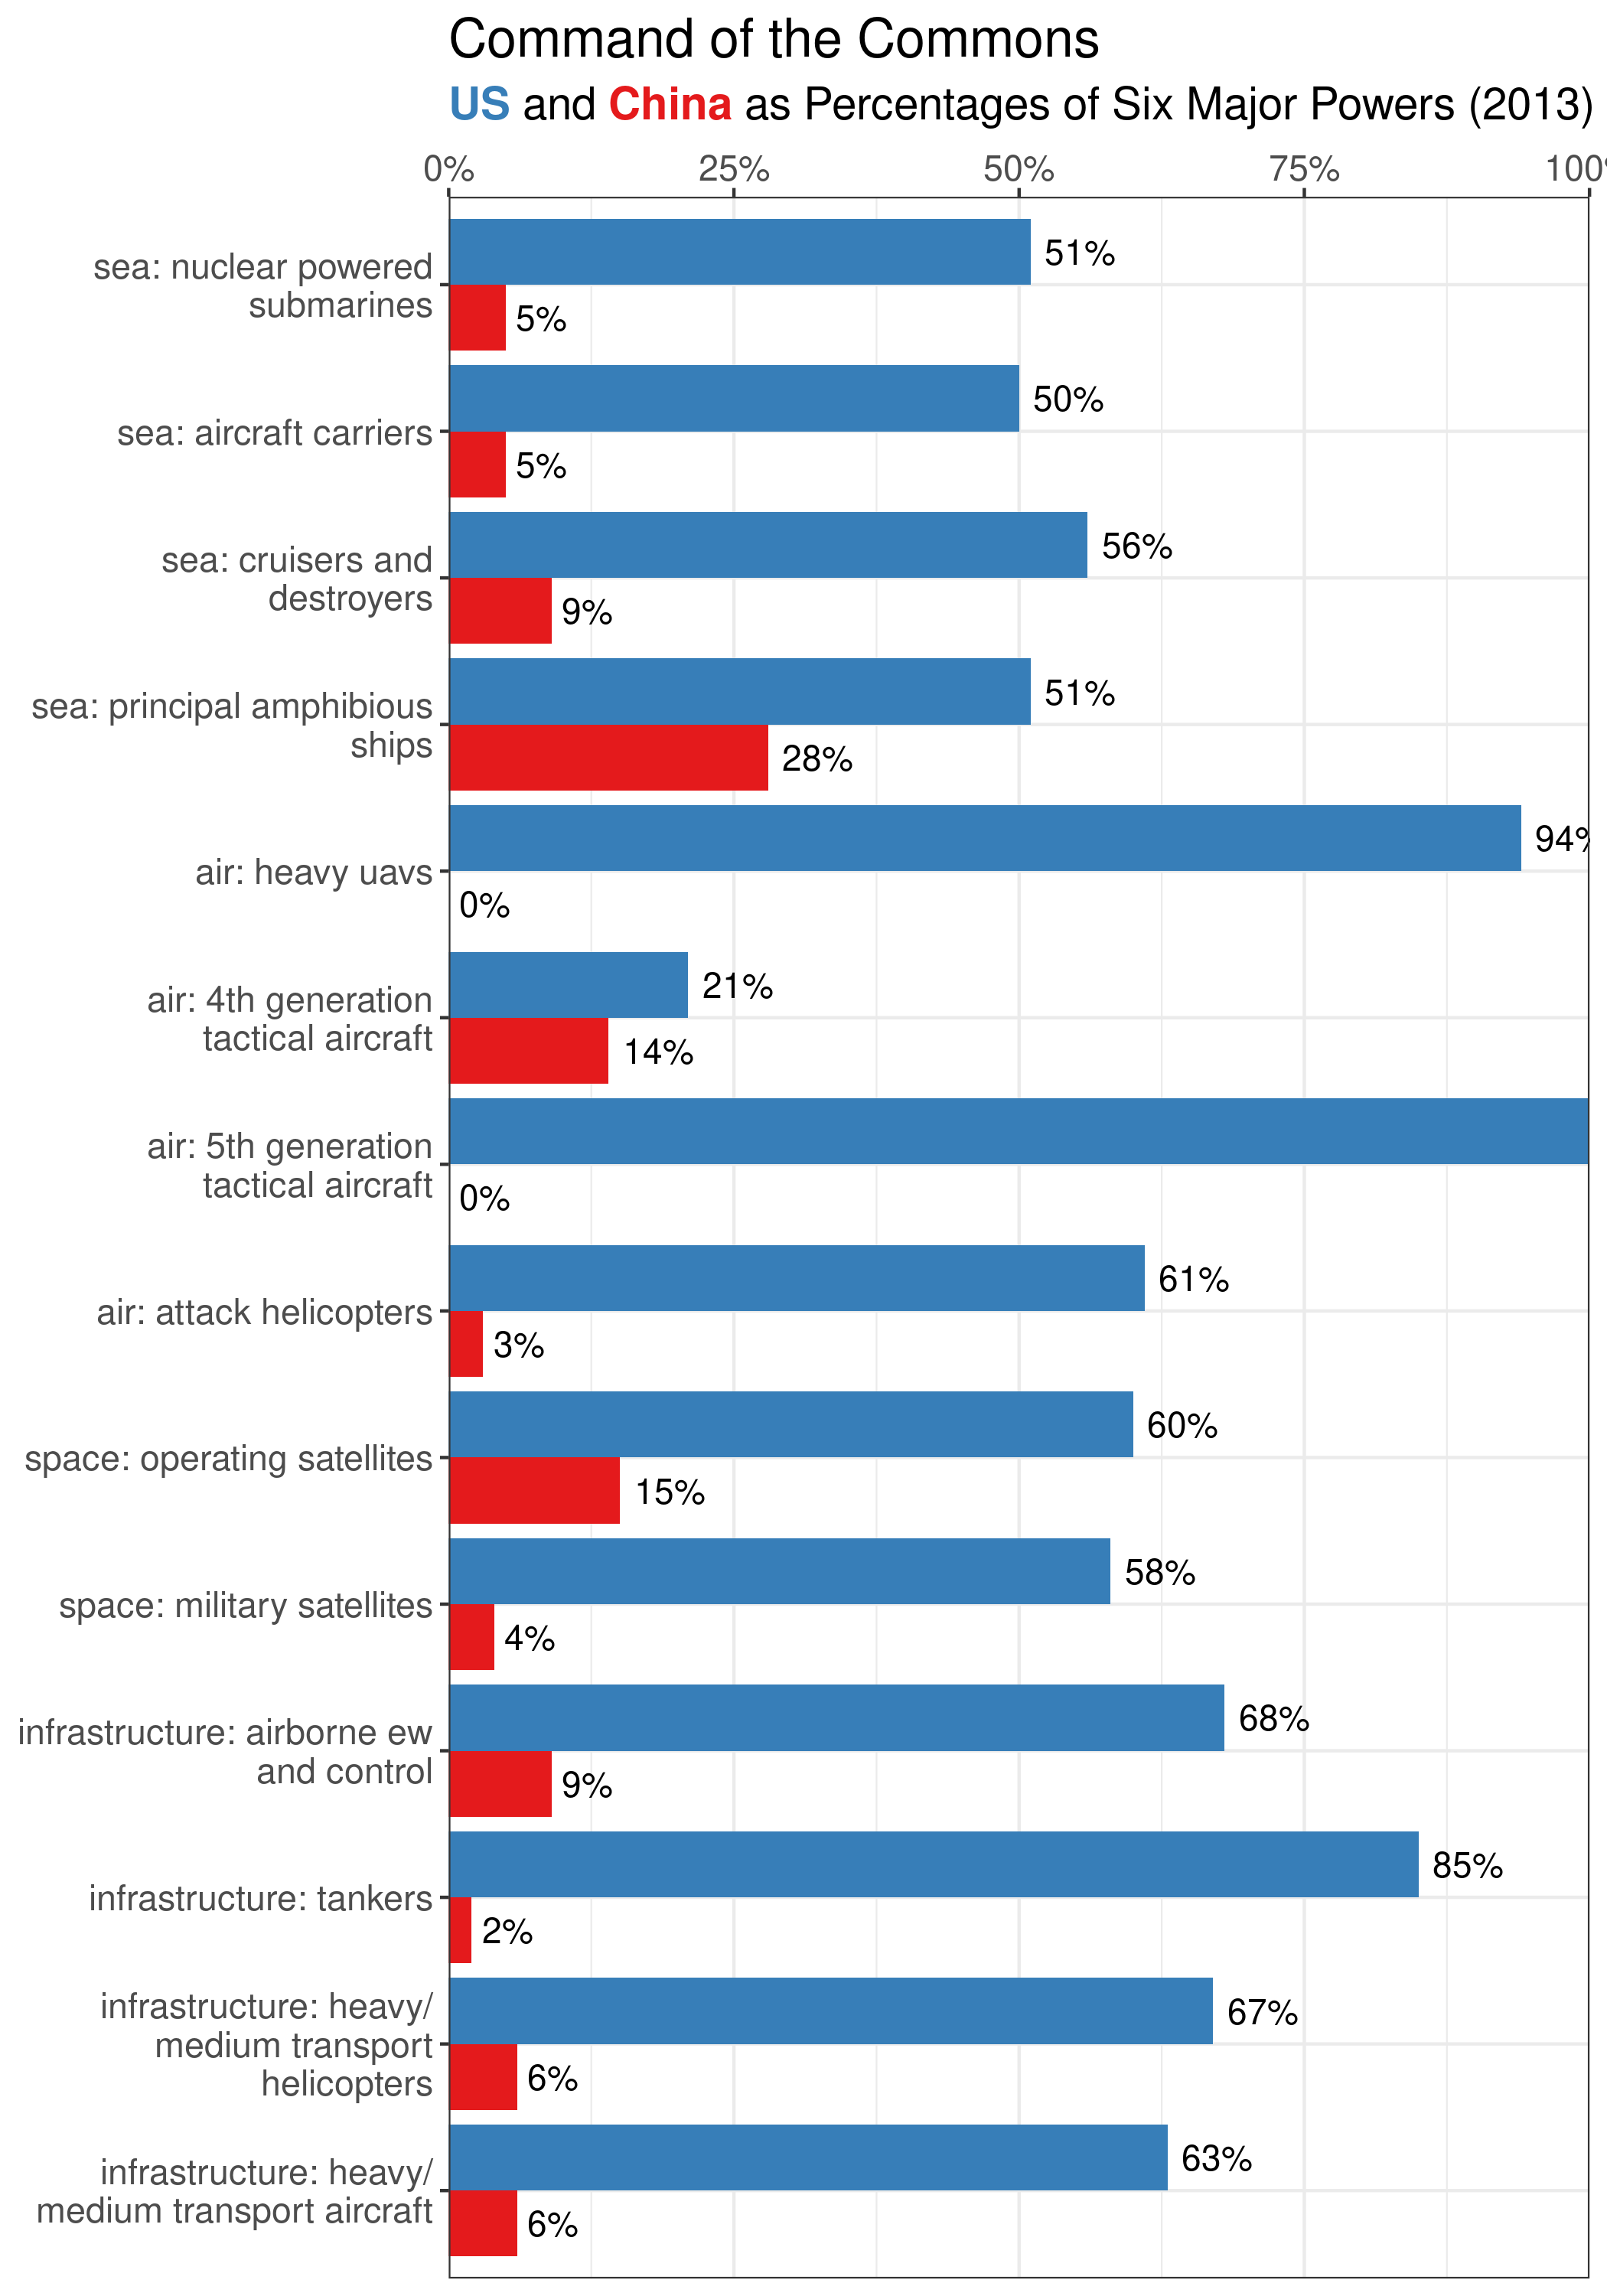 Command of the Commons
US and China as Percentages of Six Major Powers (2013)
0% 25% 50% 75% 100%
sea: nuclear powered
submarines
51%
5%
sea: aircraft carriers
50%
5%
sea: cruisers and
destroyers
56%
9%
sea: principal amphibious
ships
51%
28%
air: heavy uavs
94%
0%
air: 4th generation
tactical aircraft
21%
14%
air: 5th generation
tactical aircraft
0%
air: attack helicopters
61%
3%
space: operating satellites
60%
15%
space: military satellites
58%
4%
infrastructure: airborne ew
and control
68%
9%
infrastructure: tankers
85%
2%
infrastructure: heavy/
medium transport
helicopters
67%
6%
infrastructure: heavy/
medium transport aircraft
63%
6%